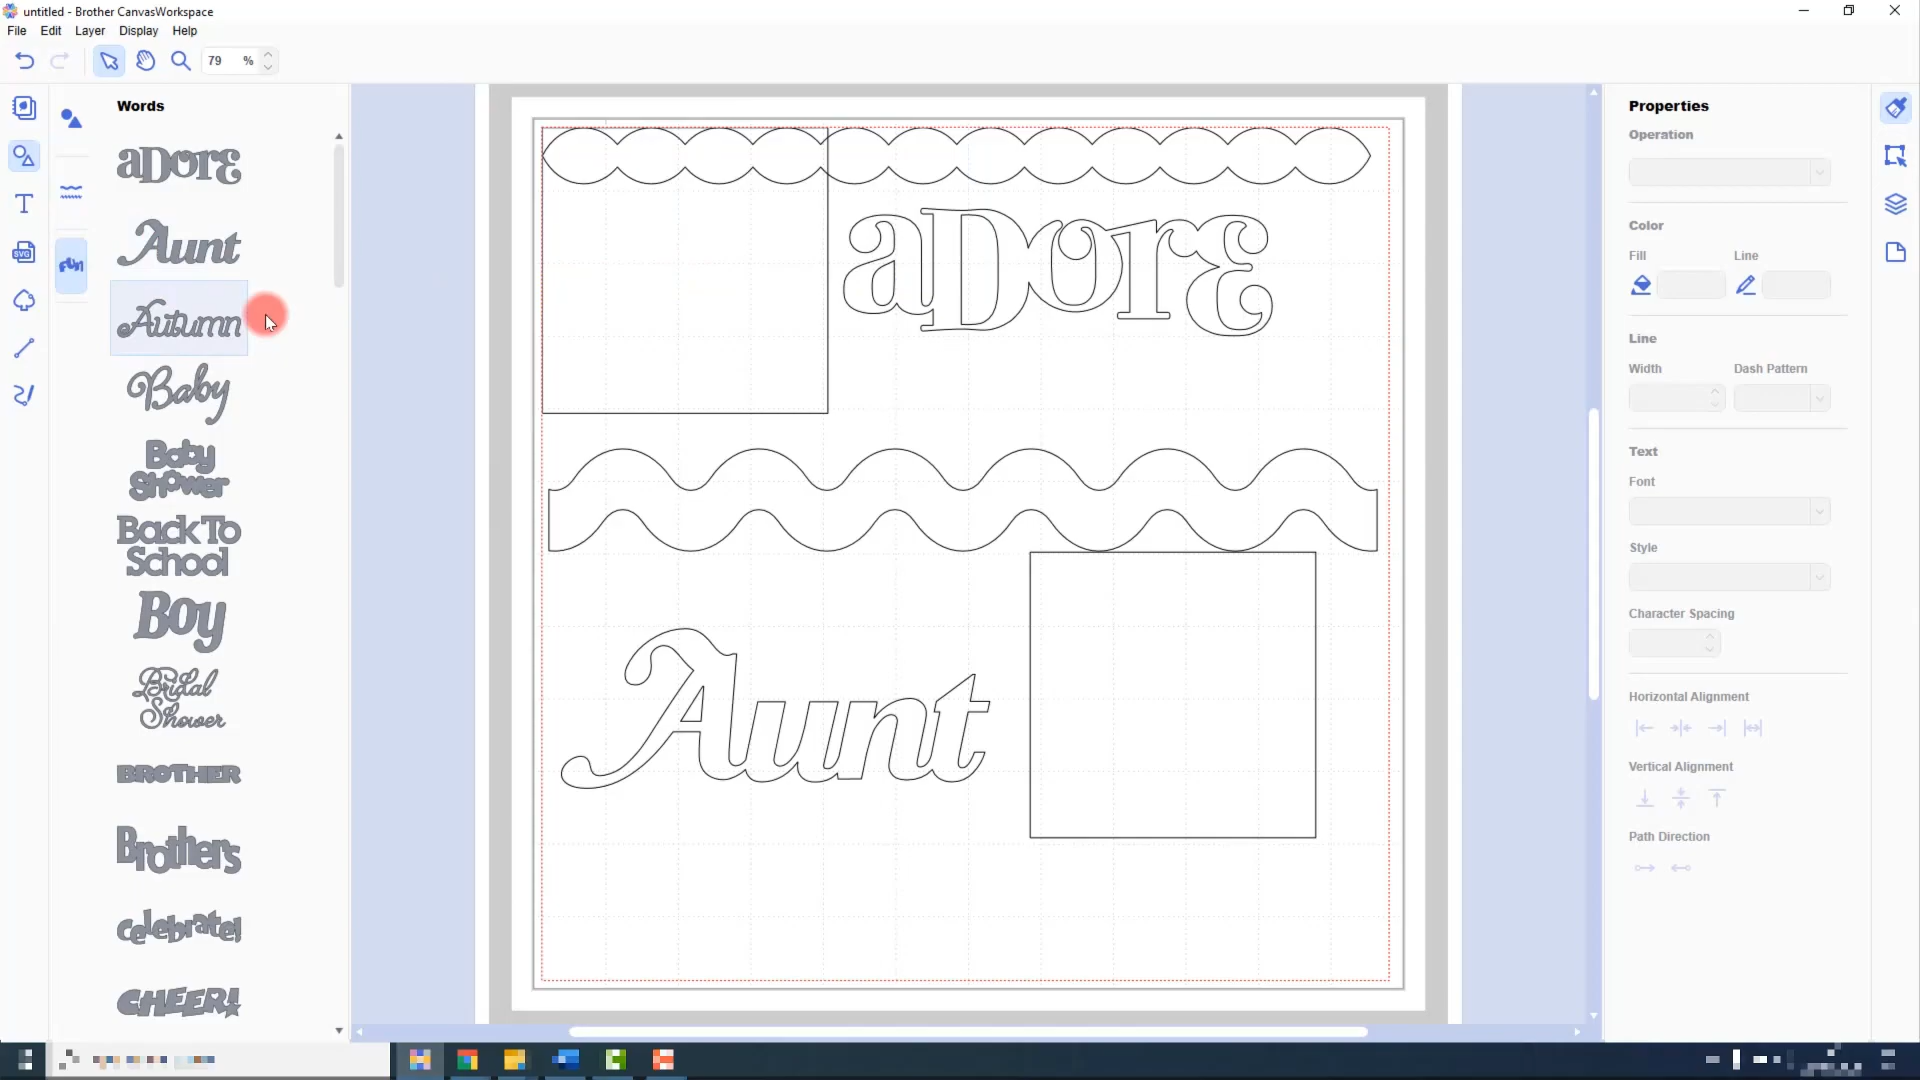 untitled - Brother CanvasWorkspace
File Edit Layer Display Help
79 %
Words
aDorE
Aunt
Autumn
Baby
Baby
Shower
Back To
School
Boy
Bridal
Shower
BROTHER
Brothers
celebrate!
CHEER!
SVG
fun
aDorE
Aunt
Properties
Operation
Color
Fill Line
Line
Width Dash Pattern
Text
Font
Style
Character Spacing
Horizontal Alignment
Vertical Alignment
Path Direction